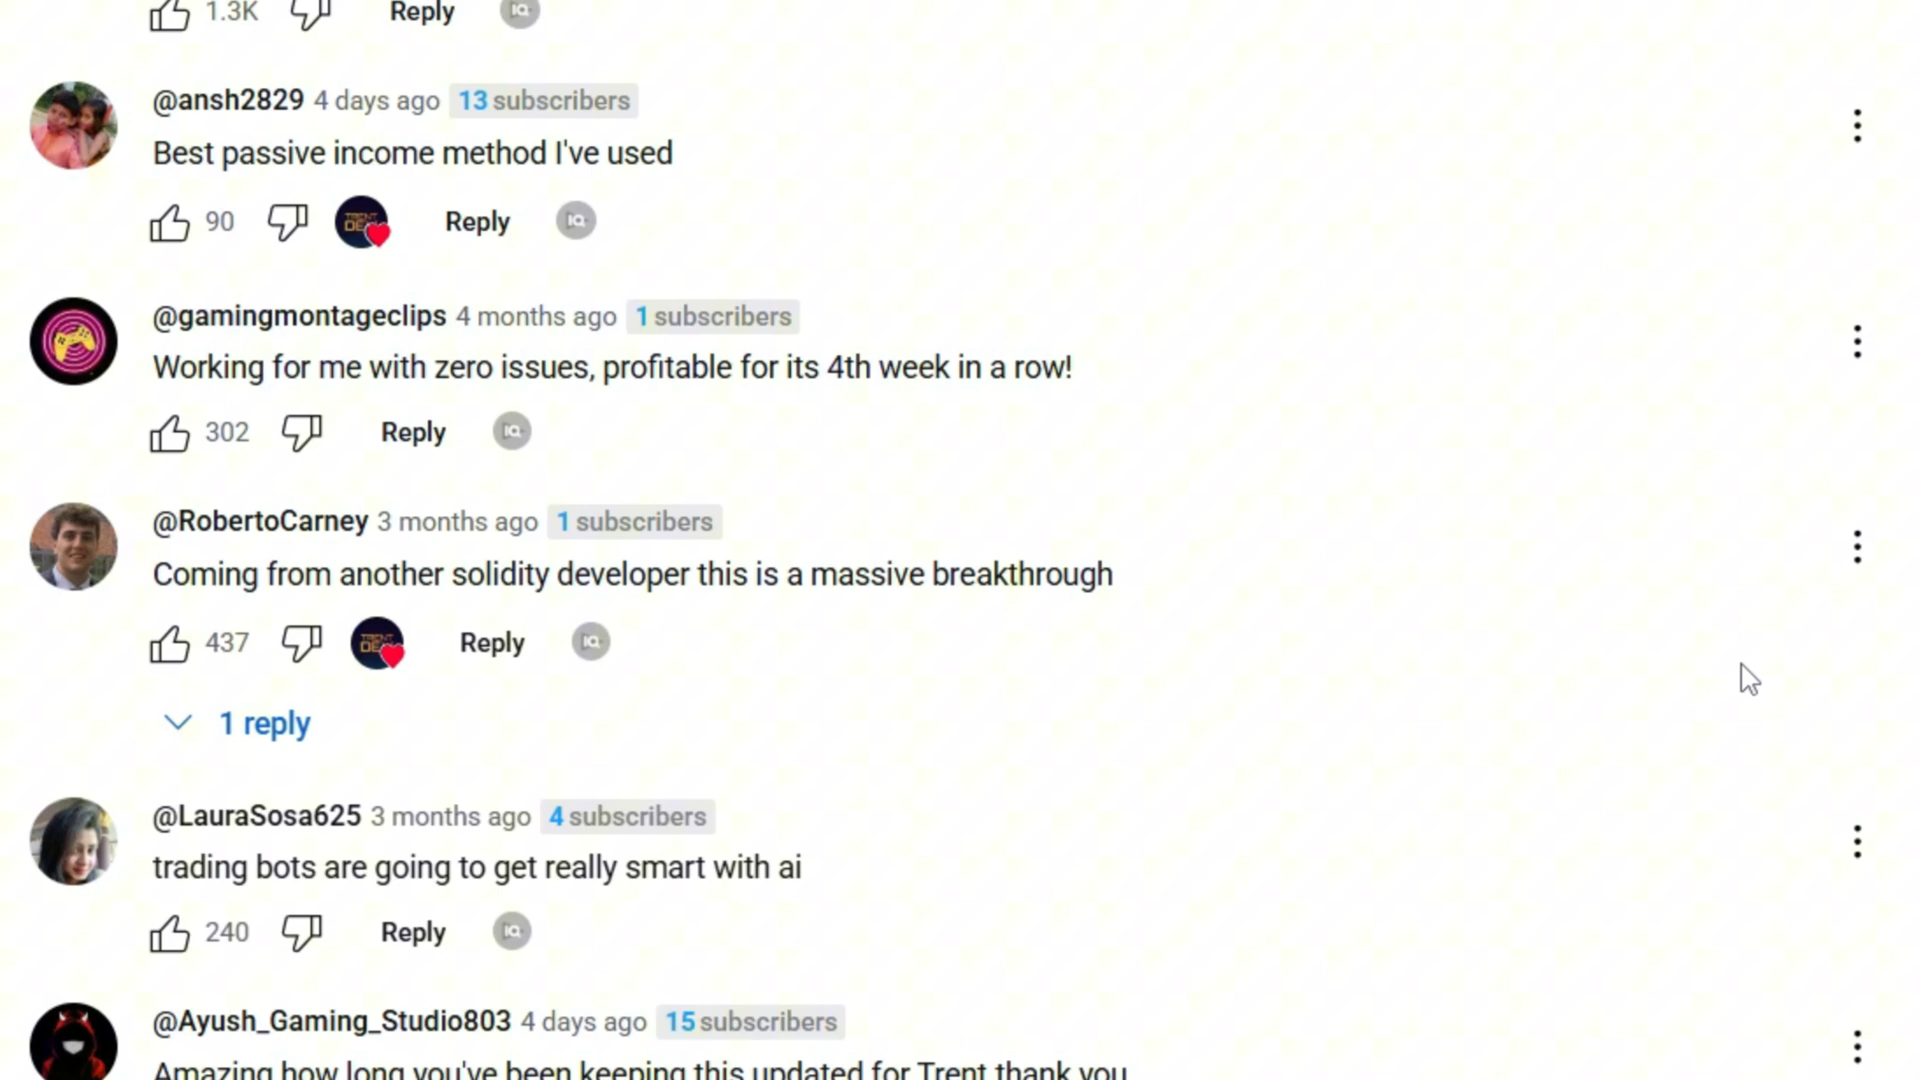 1.3K Reply
@ansh2829 4 days ago 13 subscribers
Best passive income method I've used
90 Reply
@gamingmontageclips 4 months ago 1 subscribers
Working for me with zero issues, profitable for its 4th week in a row!
302 Reply
@RobertoCarney 3 months ago 1 subscribers
Coming from another solidity developer this is a massive breakthrough
437 Reply
1 reply
@LauraSosa625 3 months ago 4 subscribers
trading bots are going to get really smart with ai
240 Reply
@Ayush_Gaming_Studio803 4 days ago 15 subscribers
Amazing how long you've been keeping this updated for Trent thank you